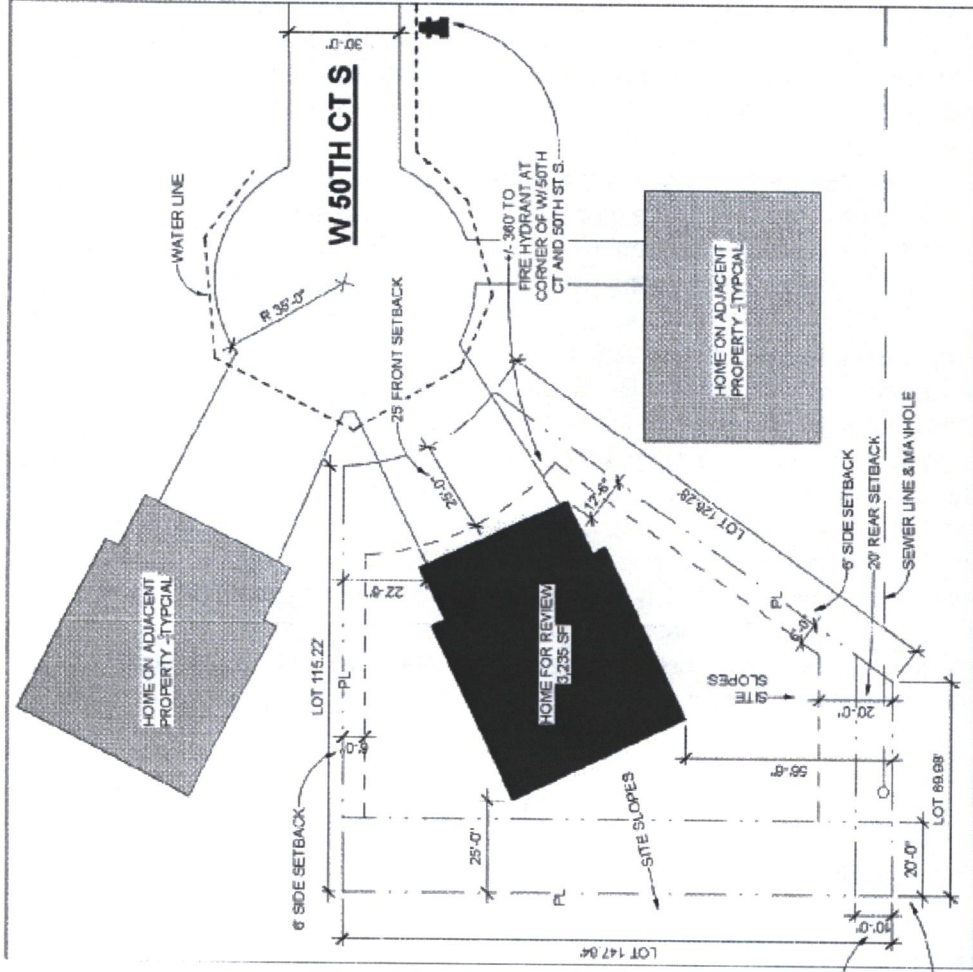 30'-0"
W 50TH CT S
WATER LINE
R 35'-0"
+/- 360' TO
FIRE HYDRANT AT
CORNER OF W 50TH
CT AND 50TH ST S.
25' FRONT SETBACK
25'-0"
HOME ON ADJACENT
PROPERTY - TYPCIAL
HOME ON ADJACENT
PROPERTY - TYPCIAL
12'-6"
LOT 126.28'
22'-8"
LOT 115.22'
PL
HOME FOR REVIEW
3,235 SF
6' SIDE SETBACK
20' REAR SETBACK
SEWER LINE & MANHOLE
PL
6'-0"
SITE
SLOPES
20'-0"
6'-0"
6' SIDE SETBACK
56'-8"
25'-0"
SITE SLOPES
LOT 69.98'
20'-0"
PL
10'-0"
LOT 147.64'